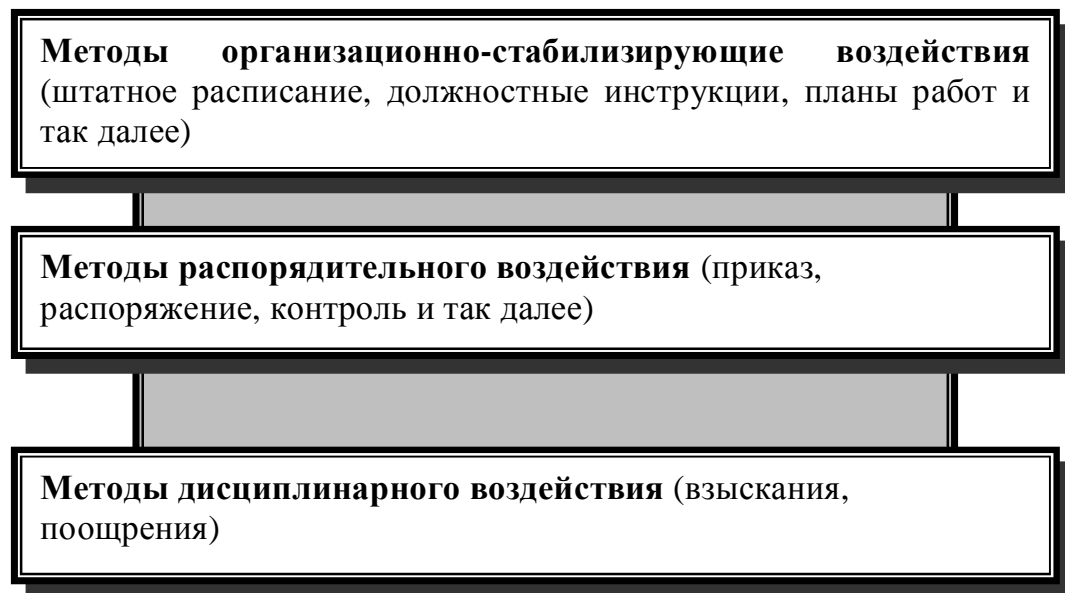 Методы организационно-стабилизирующие воздействия
(штатное расписание, должностные инструкции, планы работ и
так далее)
Методы распорядительного воздействия (приказ,
распоряжение, контроль и так далее)
Методы дисциплинарного воздействия (взыскания,
поощрения)